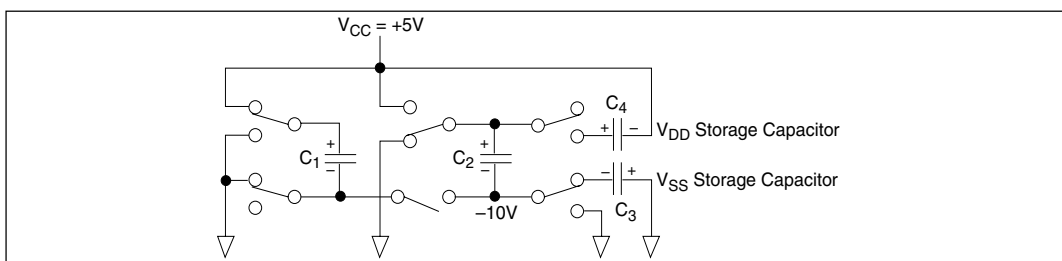 V_CC = +5V
C_4
+ −
V_DD Storage Capacitor
+
C_1
−
+
C_2
−
− +
V_SS Storage Capacitor
−10V
C_3